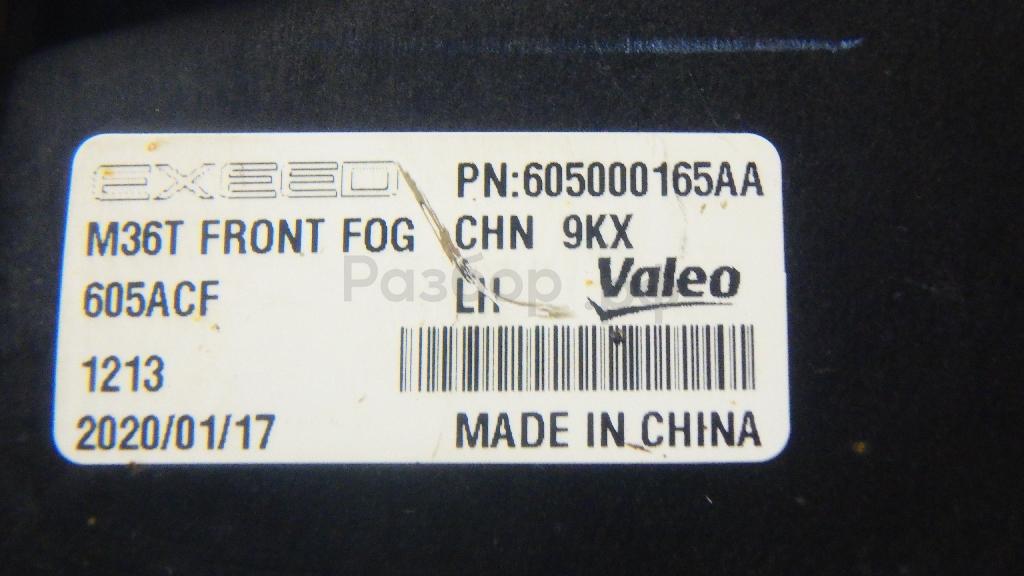 EXEED PN:605000165AA
M36T FRONT FOG CHN 9KX
605ACF LH Valeo
1213
2020/01/17 MADE IN CHINA
Разбор